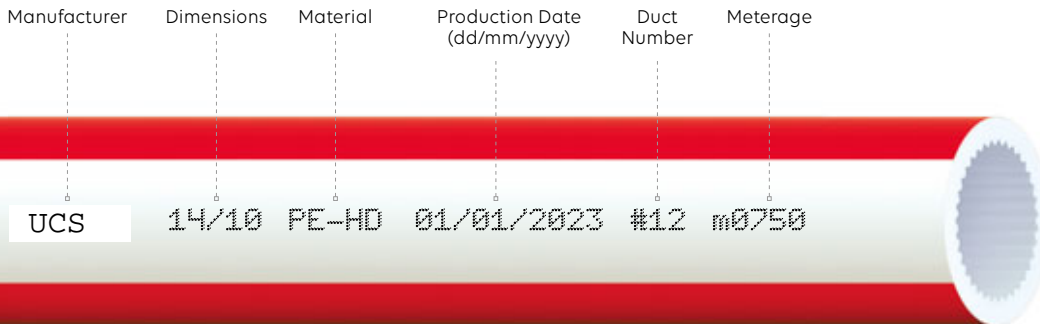 Manufacturer Dimensions Material Production Date Duct Meterage
(dd/mm/yyyy) Number
UCS 14/10 PE-HD 01/01/2023 #12 m0750